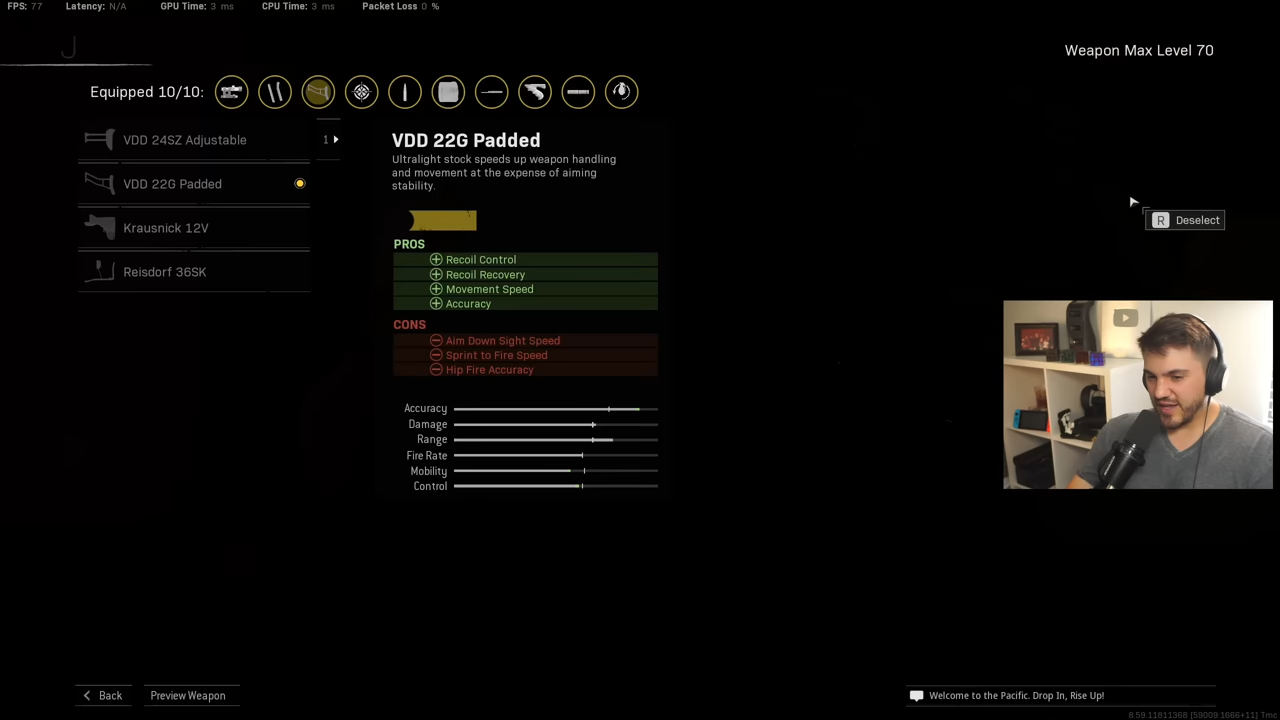 FPS: 77 Latency: N/A GPU Time: 3 ms CPU Time: 3 ms Packet Loss 0 %
J
Weapon Max Level 70
Equipped 10/10:
VDD 24SZ Adjustable
1
VDD 22G Padded
Krausnick 12V
Reisdorf 36SK
VDD 22G Padded
Ultralight stock speeds up weapon handling
and movement at the expense of aiming
stability.
PROS
Recoil Control
Recoil Recovery
Movement Speed
Accuracy
CONS
Aim Down Sight Speed
Sprint to Fire Speed
Hip Fire Accuracy
Accuracy
Damage
Range
Fire Rate
Mobility
Control
R Deselect
Back
Preview Weapon
Welcome to the Pacific. Drop In, Rise Up!